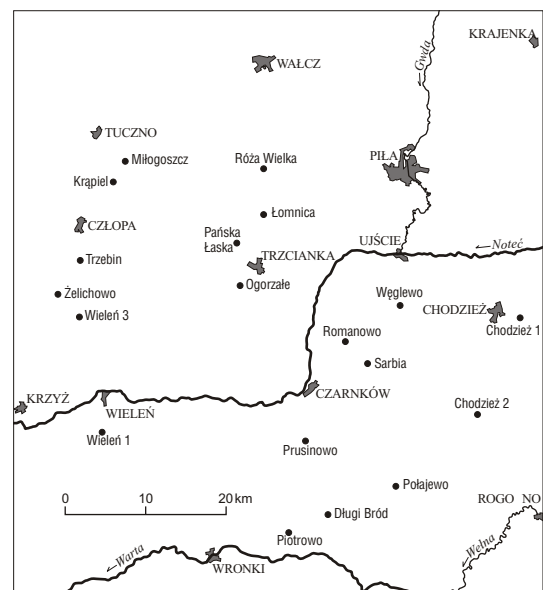 KRAJENKA
Gwda
WAŁCZ
TUCZNO
Miłogoszcz
Róża Wielka
PIŁA
Krąpiel
Łomnica
CZŁOPA
Pańska
Łaska
UJŚCIE
Noteć
Trzebin
TRZCIANKA
Ogorzałe
Żelichowo
Węglewo
CHODZIEŻ
Wieleń 3
Chodzież 1
Romanowo
Sarbia
KRZYŻ
WIELEŃ
CZARNKÓW
Chodzież 2
Wieleń 1
Prusinowo
Połajewo
0 10 20 km
ROGO NO
Długi Bród
Piotrowo
Warta
WRONKI
Wełna